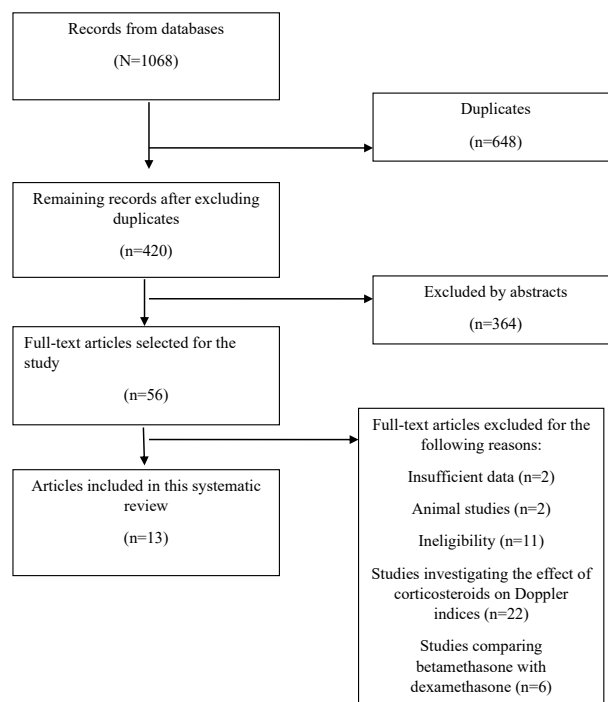 Records from databases
(N=1068)
Duplicates
(n=648)
Remaining records after excluding
duplicates
(n=420)
Excluded by abstracts
(n=364)
Full-text articles selected for the
study
(n=56)
Full-text articles excluded for the
following reasons:
Insufficient data (n=2)
Animal studies (n=2)
Ineligibility (n=11)
Studies investigating the effect of
corticosteroids on Doppler
indices
(n=22)
Studies comparing
betamethasone with
dexamethasone (n=6)
Articles included in this systematic
review
(n=13)